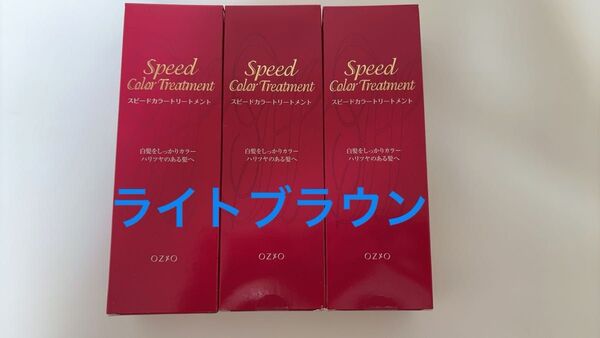 Speed
Color Treatment
スピードカラートリートメント
白髪をしっかりカラー
ハリツヤのある髪へ
OZIO
Speed
Color Treatment
スピードカラートリートメント
白髪をしっかりカラー
ハリツヤのある髪へ
OZIO
Speed
Color Treatment
スピードカラートリートメント
白髪をしっかりカラー
ハリツヤのある髪へ
OZIO
ライトブラウン